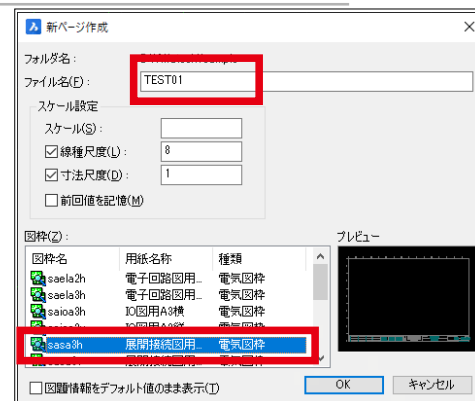 新ページ作成
フォルダ名:
ファイル名(F): TEST01
スケール設定
スケール(S):
線種尺度(L): 8
寸法尺度(D): 1
前回値を記憶(M)
図枠(Z): プレビュー
図枠名 用紙名称 種類
saela2h 電子回路図用... 電気図枠
saela3h 電子回路図用... 電気図枠
saioa3h IO図用A3横 電気図枠
sasa3h 展開接続図用... 電気図枠
図題情報をデフォルト値のまま表示(T) OK キャンセル